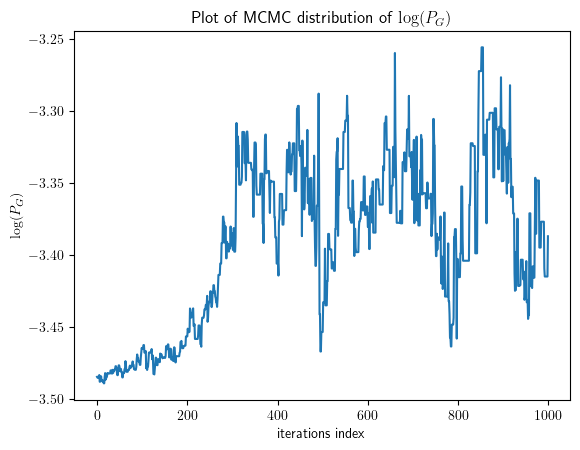 Plot of MCMC distribution of log(P_G)
−3.25
−3.30
−3.35
−3.40
−3.45
−3.50
log(P_G)
0 200 400 600 800 1000
iterations index